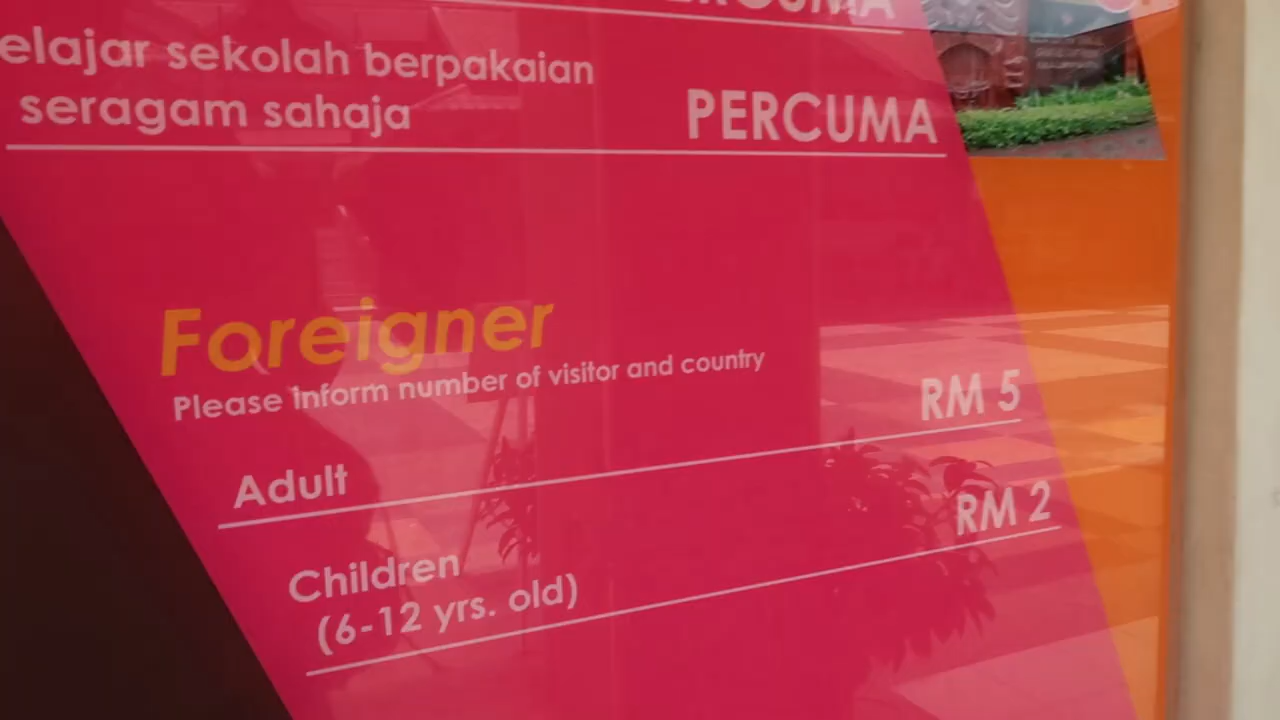 PERCUMA
elajar sekolah berpakaian
seragam sahaja
PERCUMA
Foreigner
Please inform number of visitor and country
Adult
RM 5
Children
(6-12 yrs. old)
RM 2